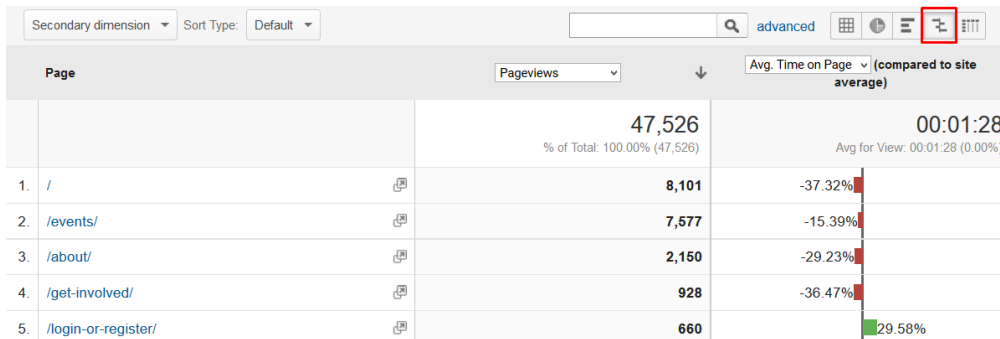 Secondary dimension Sort Type: Default advanced
Page Pageviews Avg. Time on Page (compared to site
average)
47,526 00:01:28
% of Total: 100.00% (47,526) Avg for View: 00:01:28 (0.00%)
1. / 8,101 -37.32%
2. /events/ 7,577 -15.39%
3. /about/ 2,150 -29.23%
4. /get-involved/ 928 -36.47%
5. /login-or-register/ 660 29.58%